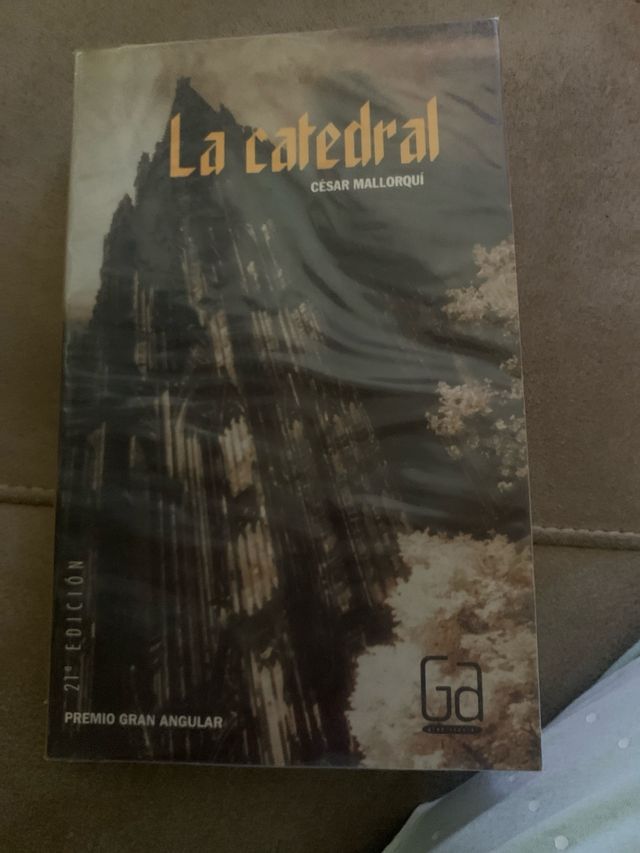 La catedral
CÉSAR MALLORQUÍ
21ª EDICIÓN
PREMIO GRAN ANGULAR
Ga